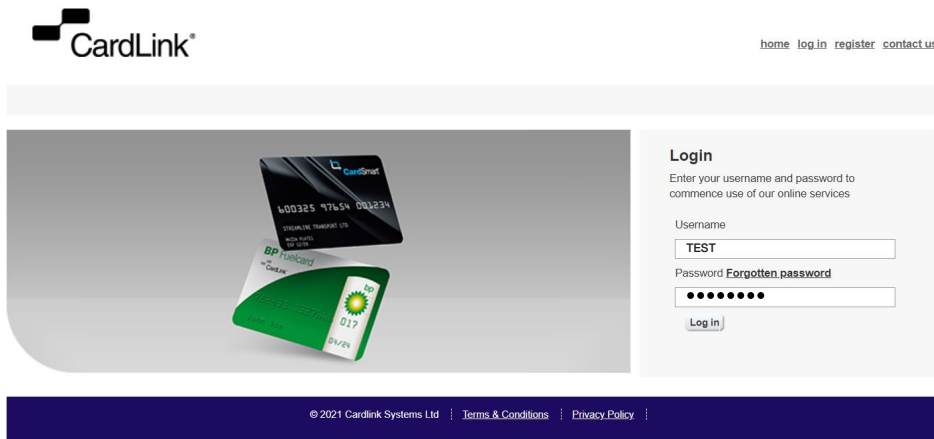 CardLink®
home log in register contact us
CardSmart
600325 97654 001234
STREAMLINE TRANSPORT LTD
BP Fuelcard
CardLink
bp
017
04/24
Login
Enter your username and password to
commence use of our online services
Username
TEST
Password Forgotten password
●●●●●●●●
Log in
© 2021 Cardlink Systems Ltd Terms & Conditions Privacy Policy